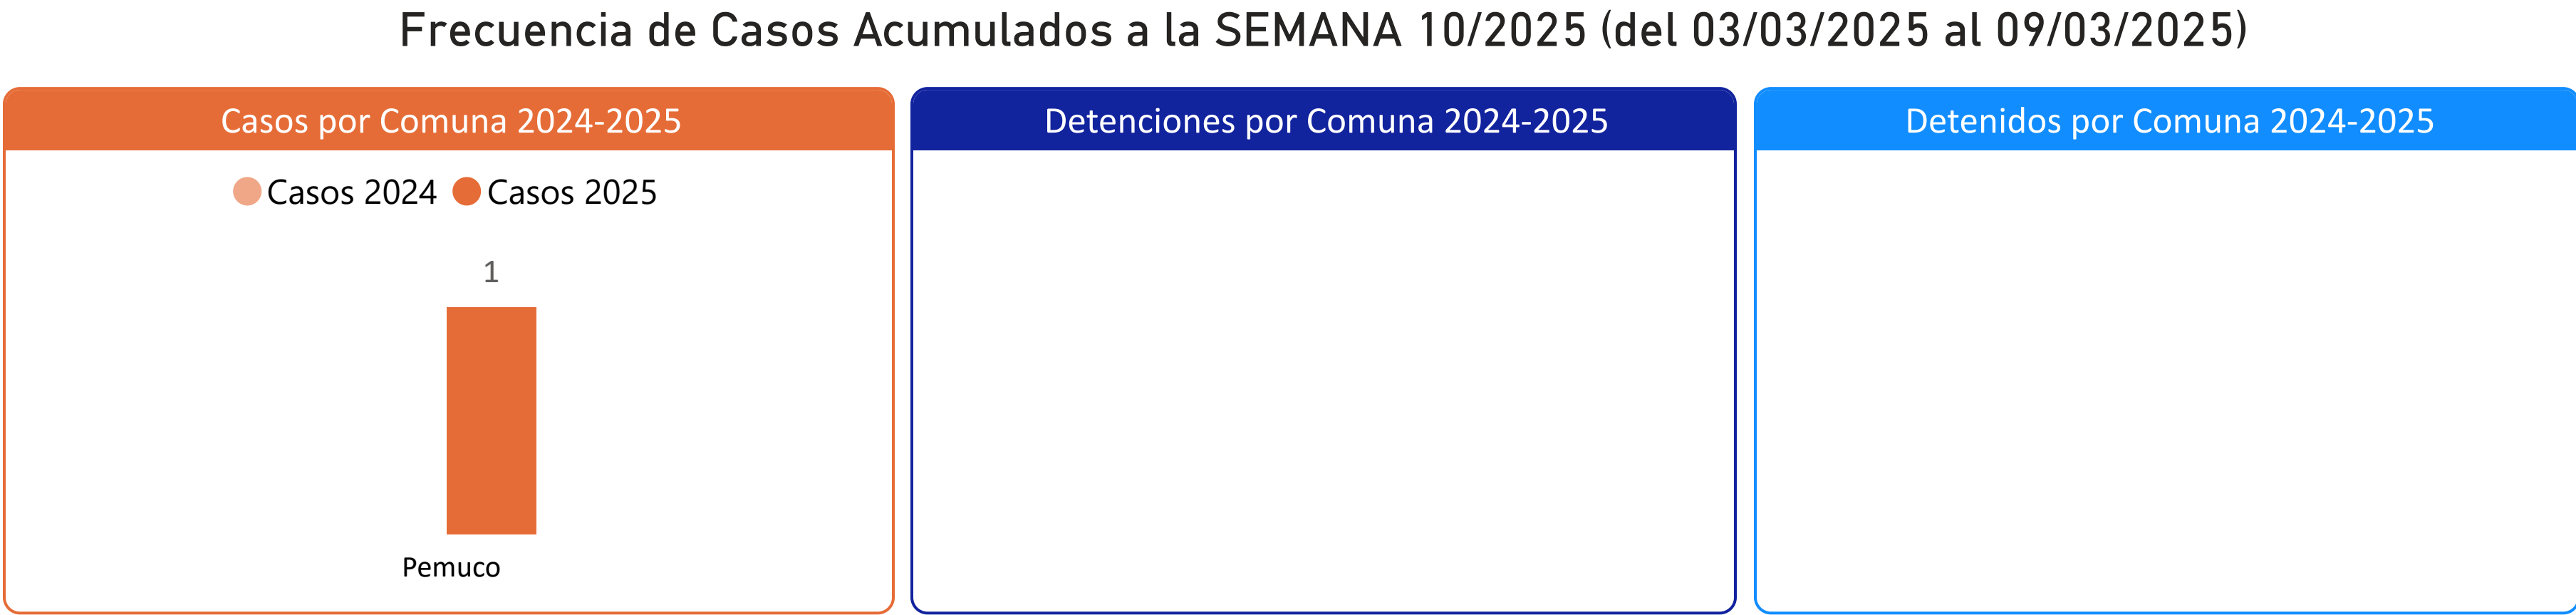 Frecuencia de Casos Acumulados a la SEMANA 10/2025 (del 03/03/2025 al 09/03/2025)
Casos por Comuna 2024-2025
Casos 2024 Casos 2025
1
Pemuco
Detenciones por Comuna 2024-2025
Detenidos por Comuna 2024-2025